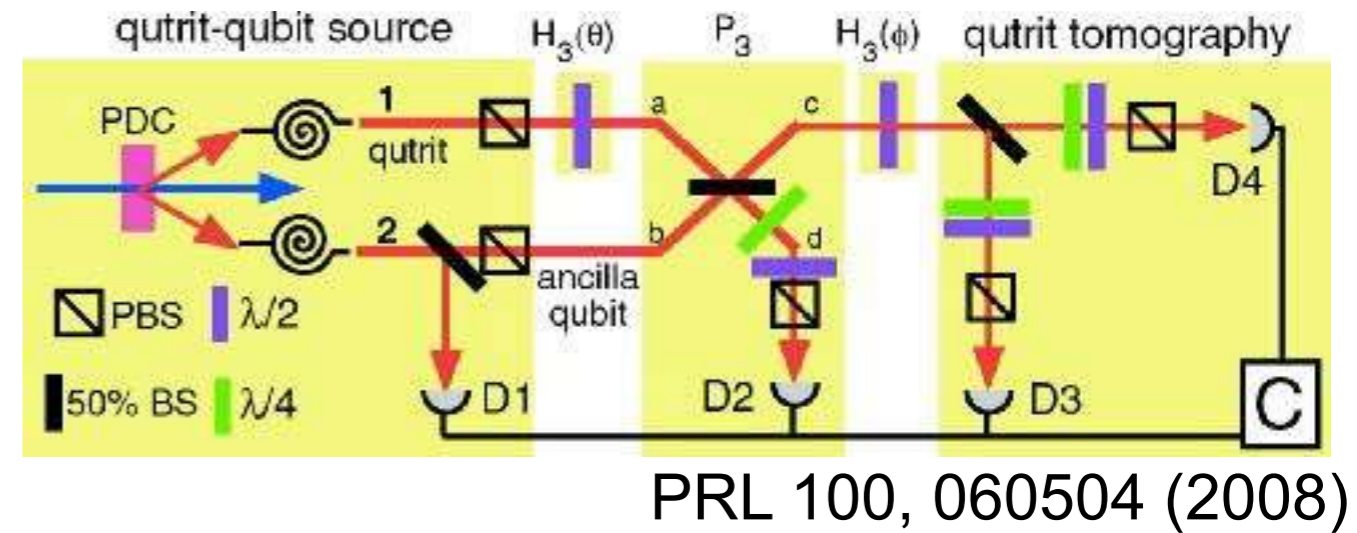 qutrit-qubit source H3(θ) P3 H3(ϕ) qutrit tomography
1 a c
PDC qutrit D4
2 b d
ancilla
qubit
PBS λ/2
50% BS λ/4 D1 D2 D3 C
PRL 100, 060504 (2008)